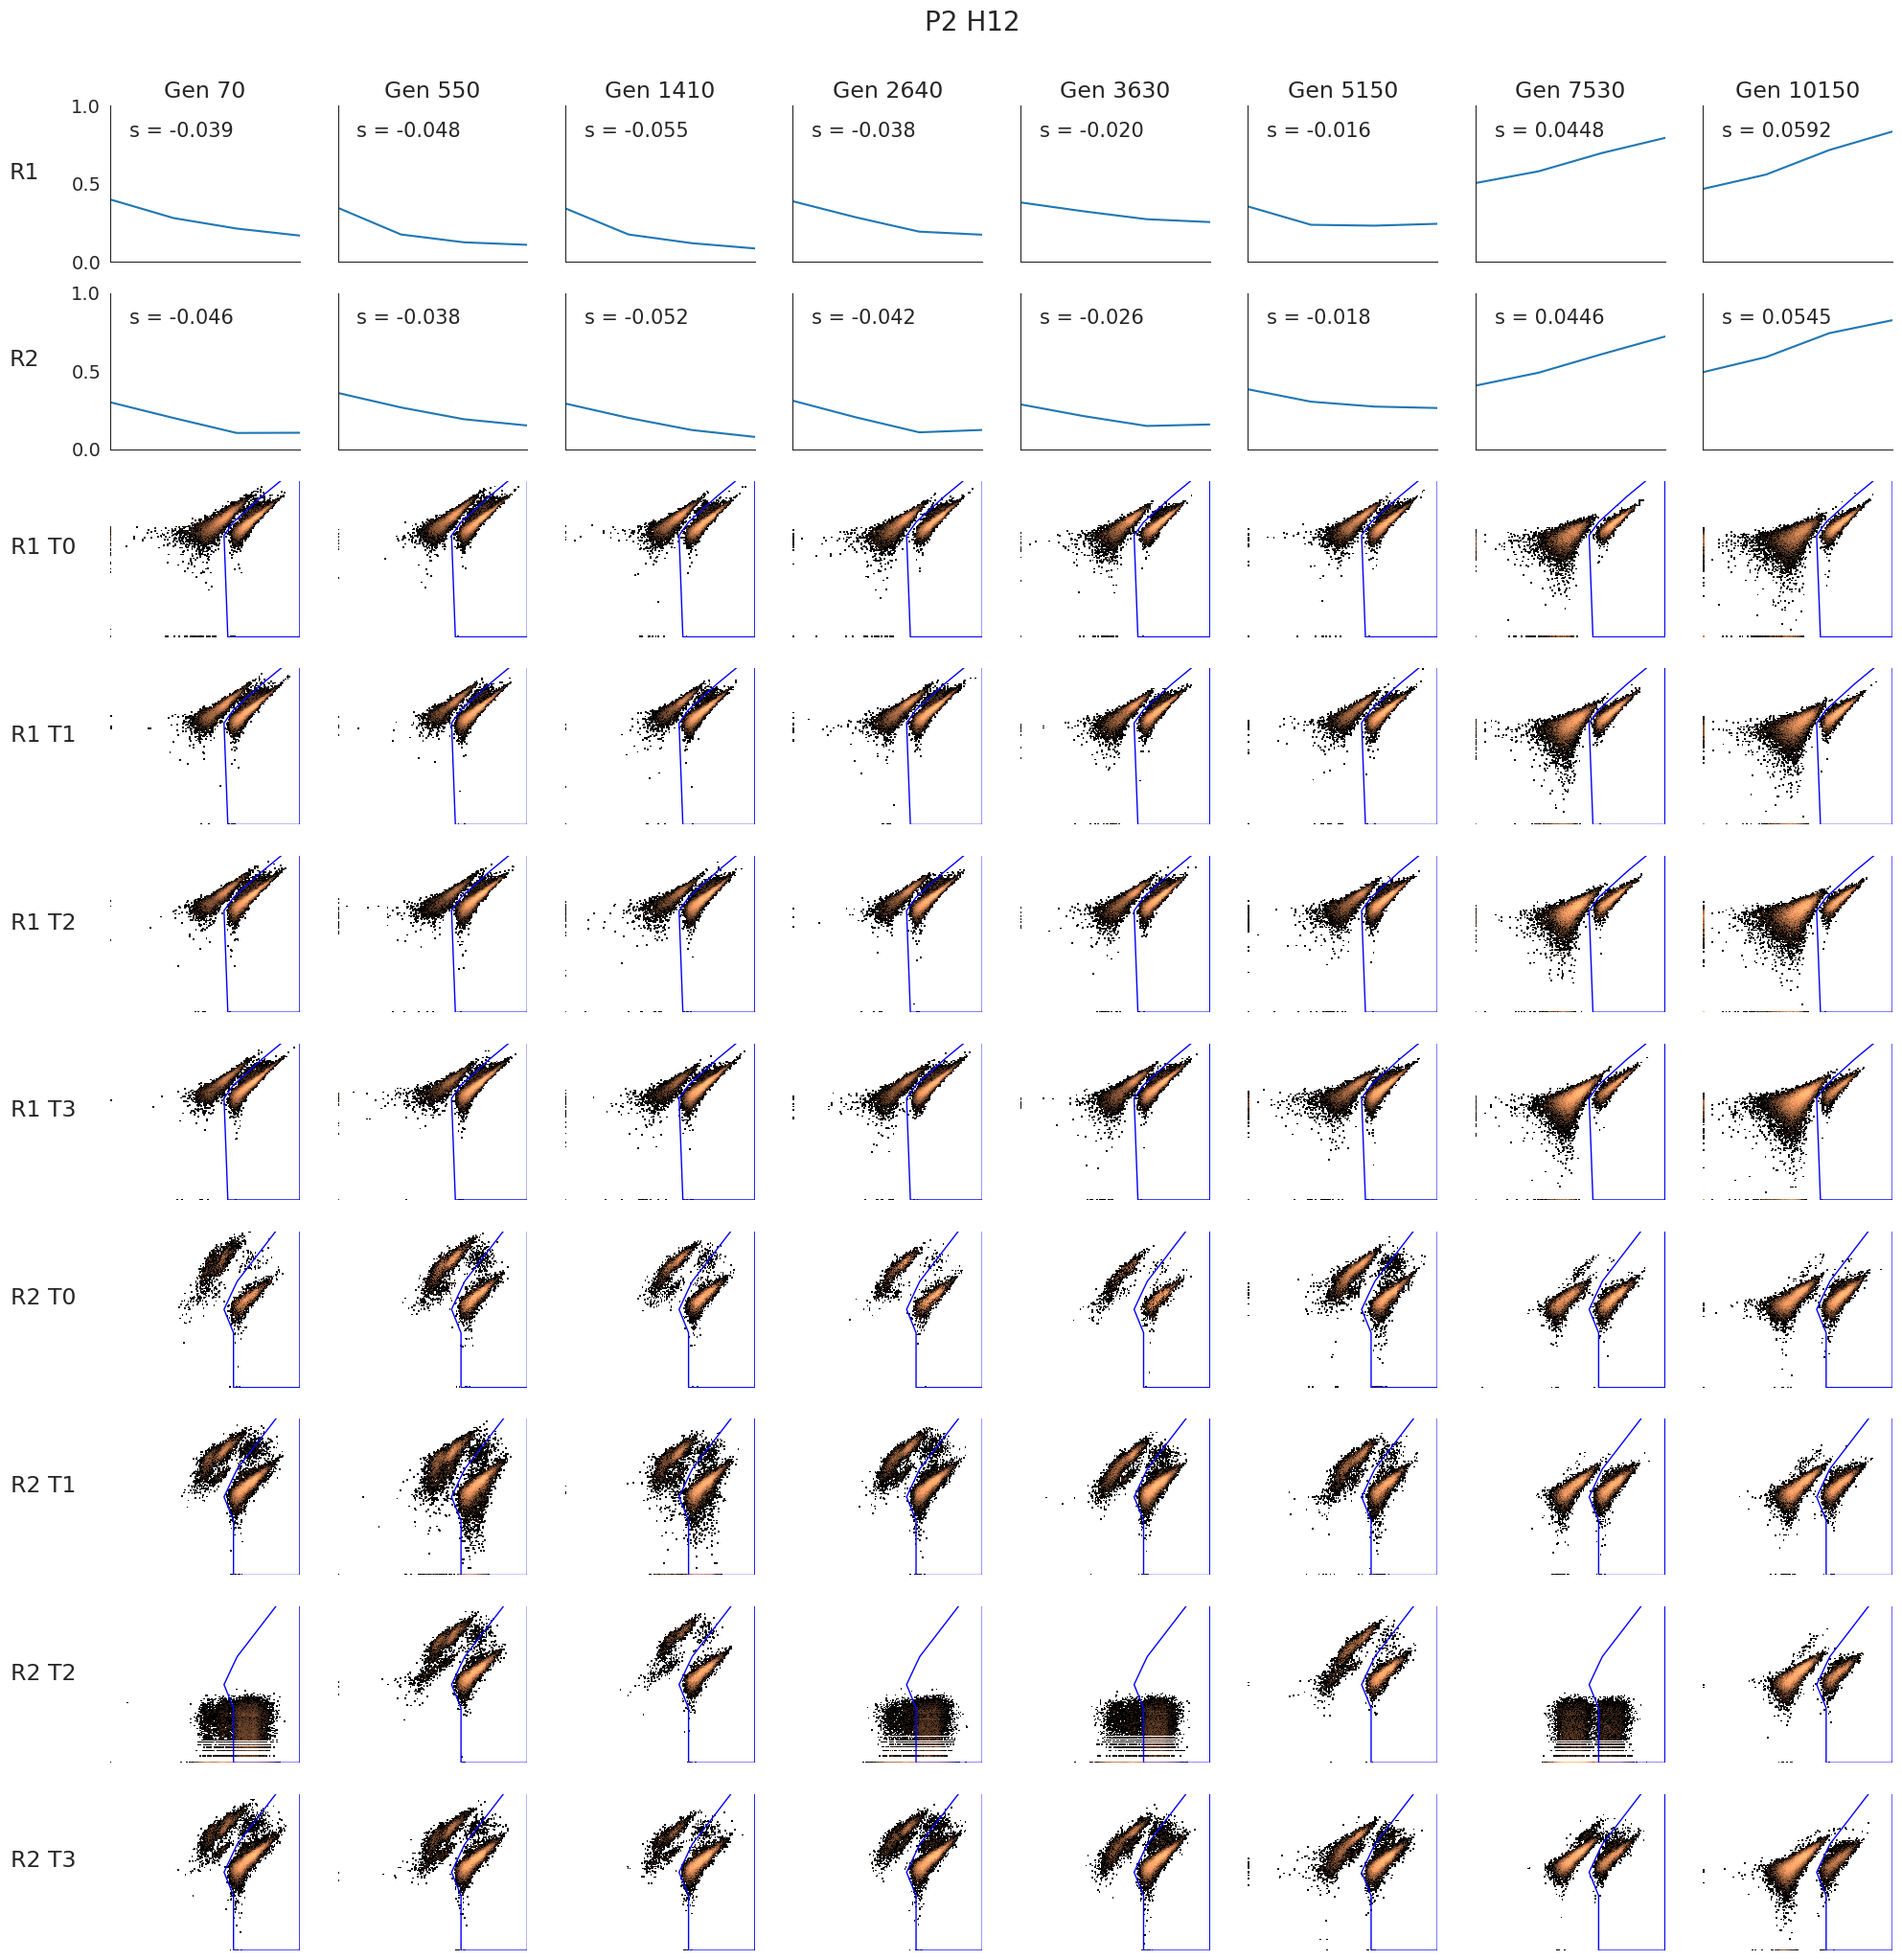 P2 H12
Gen 70 Gen 550 Gen 1410 Gen 2640 Gen 3630 Gen 5150 Gen 7530 Gen 10150
1.0
s = -0.039 s = -0.048 s = -0.055 s = -0.038 s = -0.020 s = -0.016 s = 0.0448 s = 0.0592
R1
0.5
0.0
1.0
s = -0.046 s = -0.038 s = -0.052 s = -0.042 s = -0.026 s = -0.018 s = 0.0446 s = 0.0545
R2
0.5
0.0
R1 T0
R1 T1
R1 T2
R1 T3
R2 T0
R2 T1
R2 T2
R2 T3